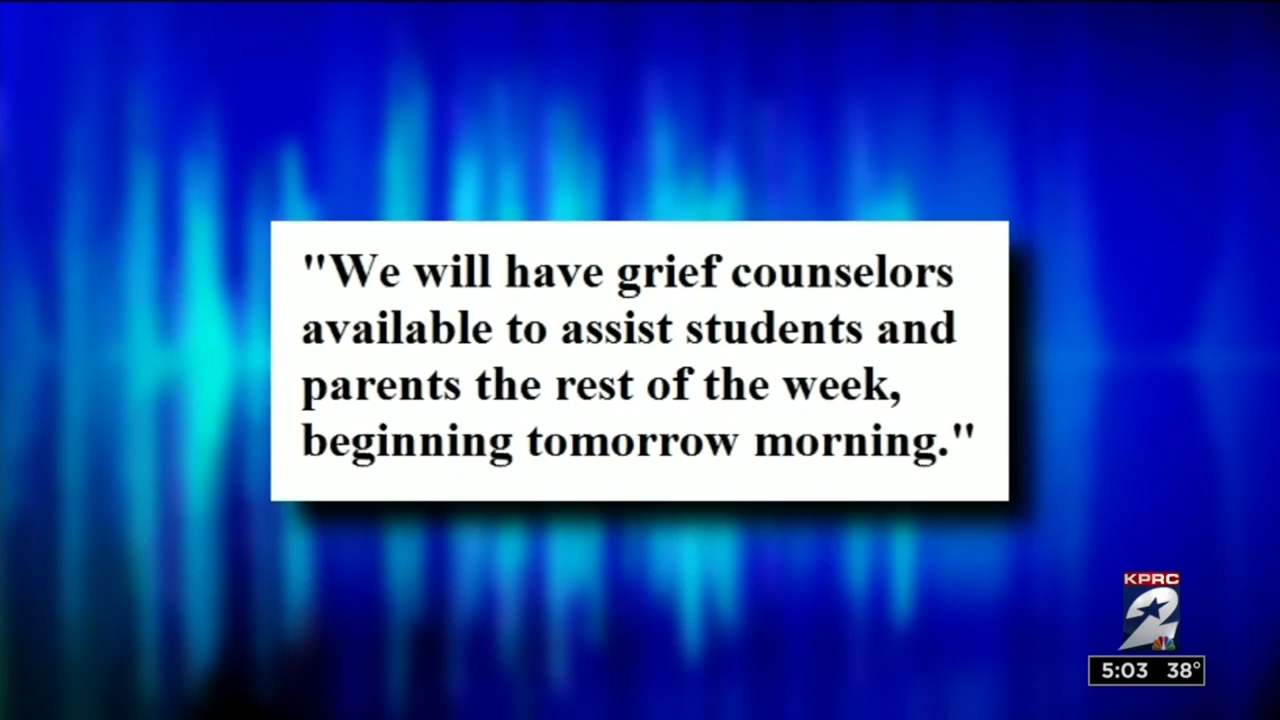 "We will have grief counselors
available to assist students and
parents the rest of the week,
beginning tomorrow morning."
KPRC
2
5:03 38°